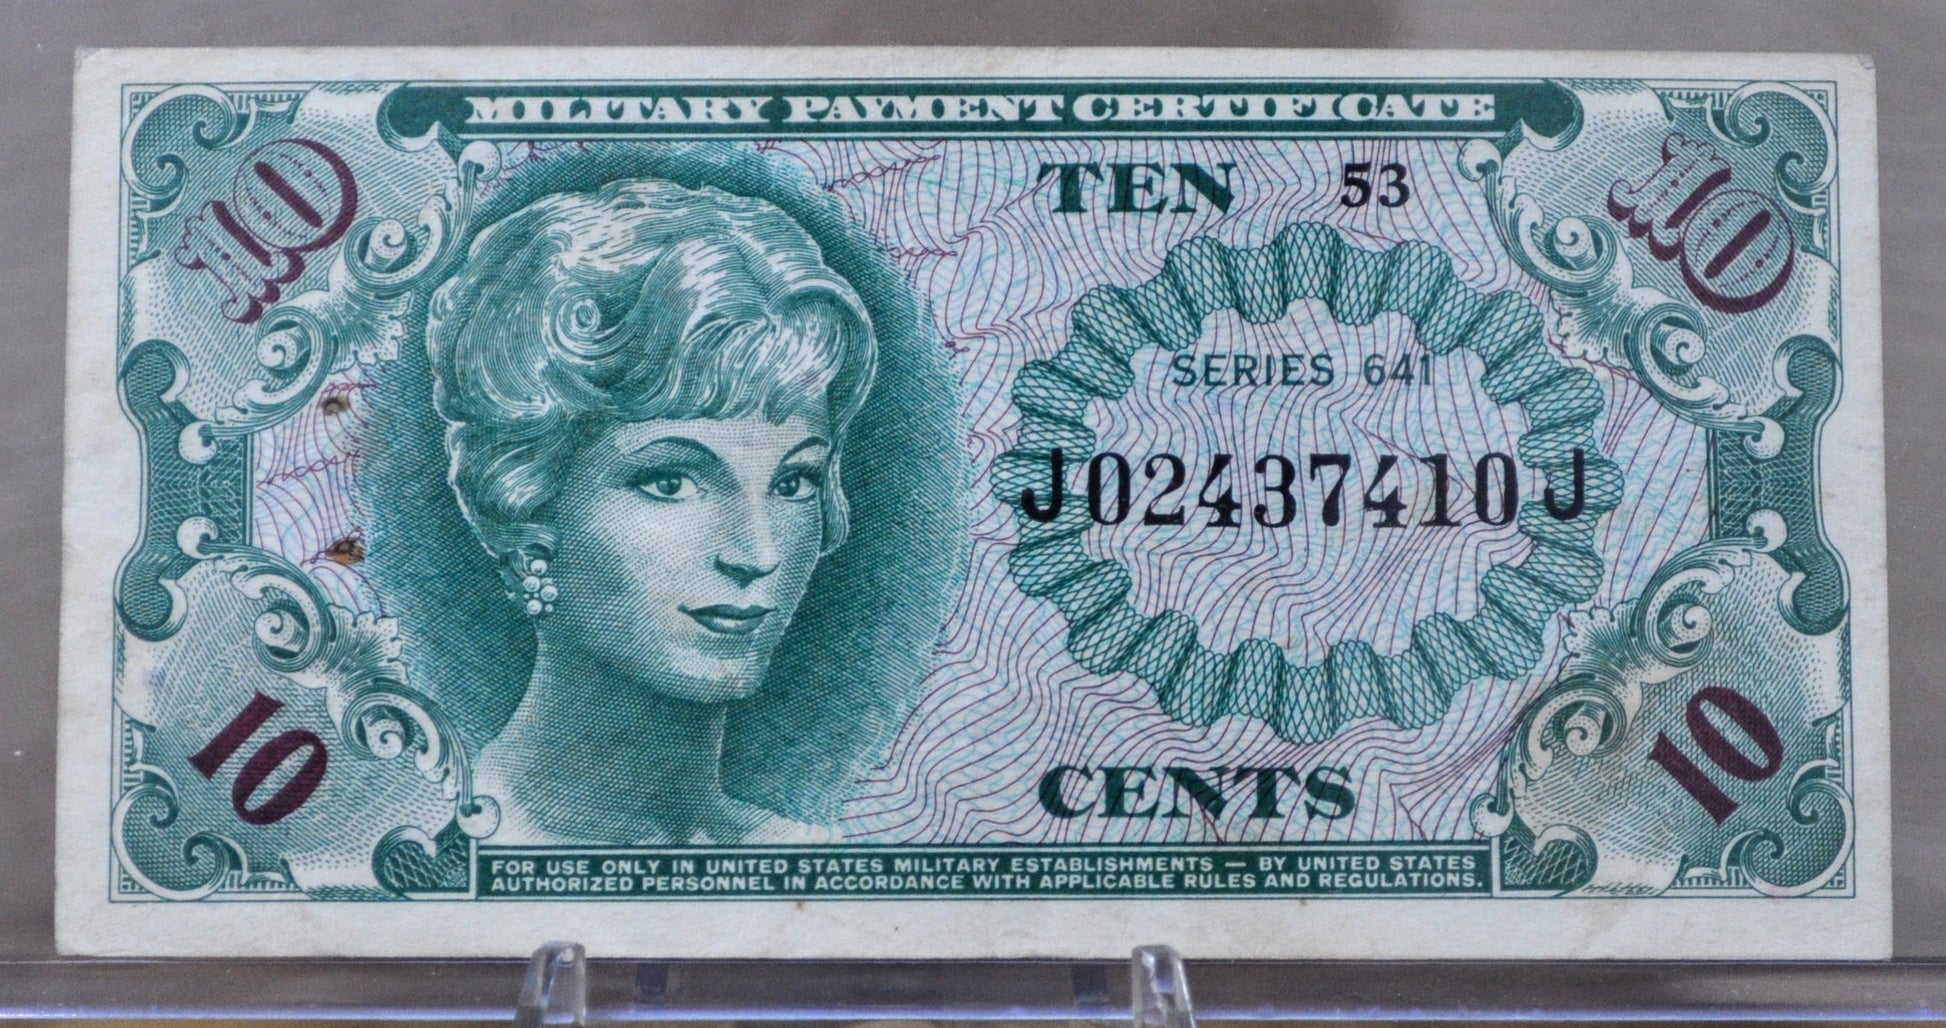 MILITARY PAYMENT CERTIFICATE
10 TEN 53 10
SERIES 641
J02437410J
10 CENTS 10
FOR USE ONLY IN UNITED STATES MILITARY ESTABLISHMENTS — BY UNITED STATES
AUTHORIZED PERSONNEL IN ACCORDANCE WITH APPLICABLE RULES AND REGULATIONS.